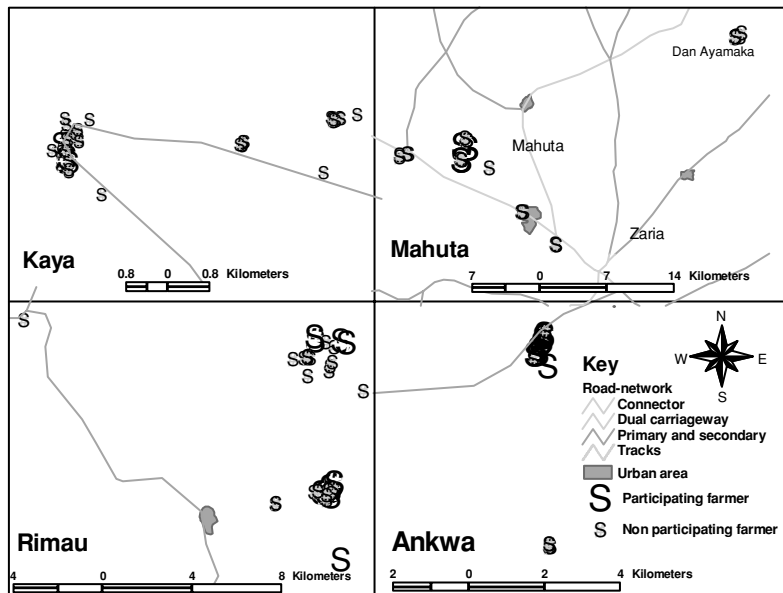 Dan Ayamaka
Mahuta
Zaria
Kaya
0.8 0 0.8 Kilometers
Mahuta
7 0 7 14 Kilometers
N
W E
S
Key
Road-network
Connector
Dual carriageway
Primary and secondary
Tracks
Urban area
S Participating farmer
S Non participating farmer
Rimau
4 0 4 8 Kilometers
Ankwa
2 0 2 4 Kilometers